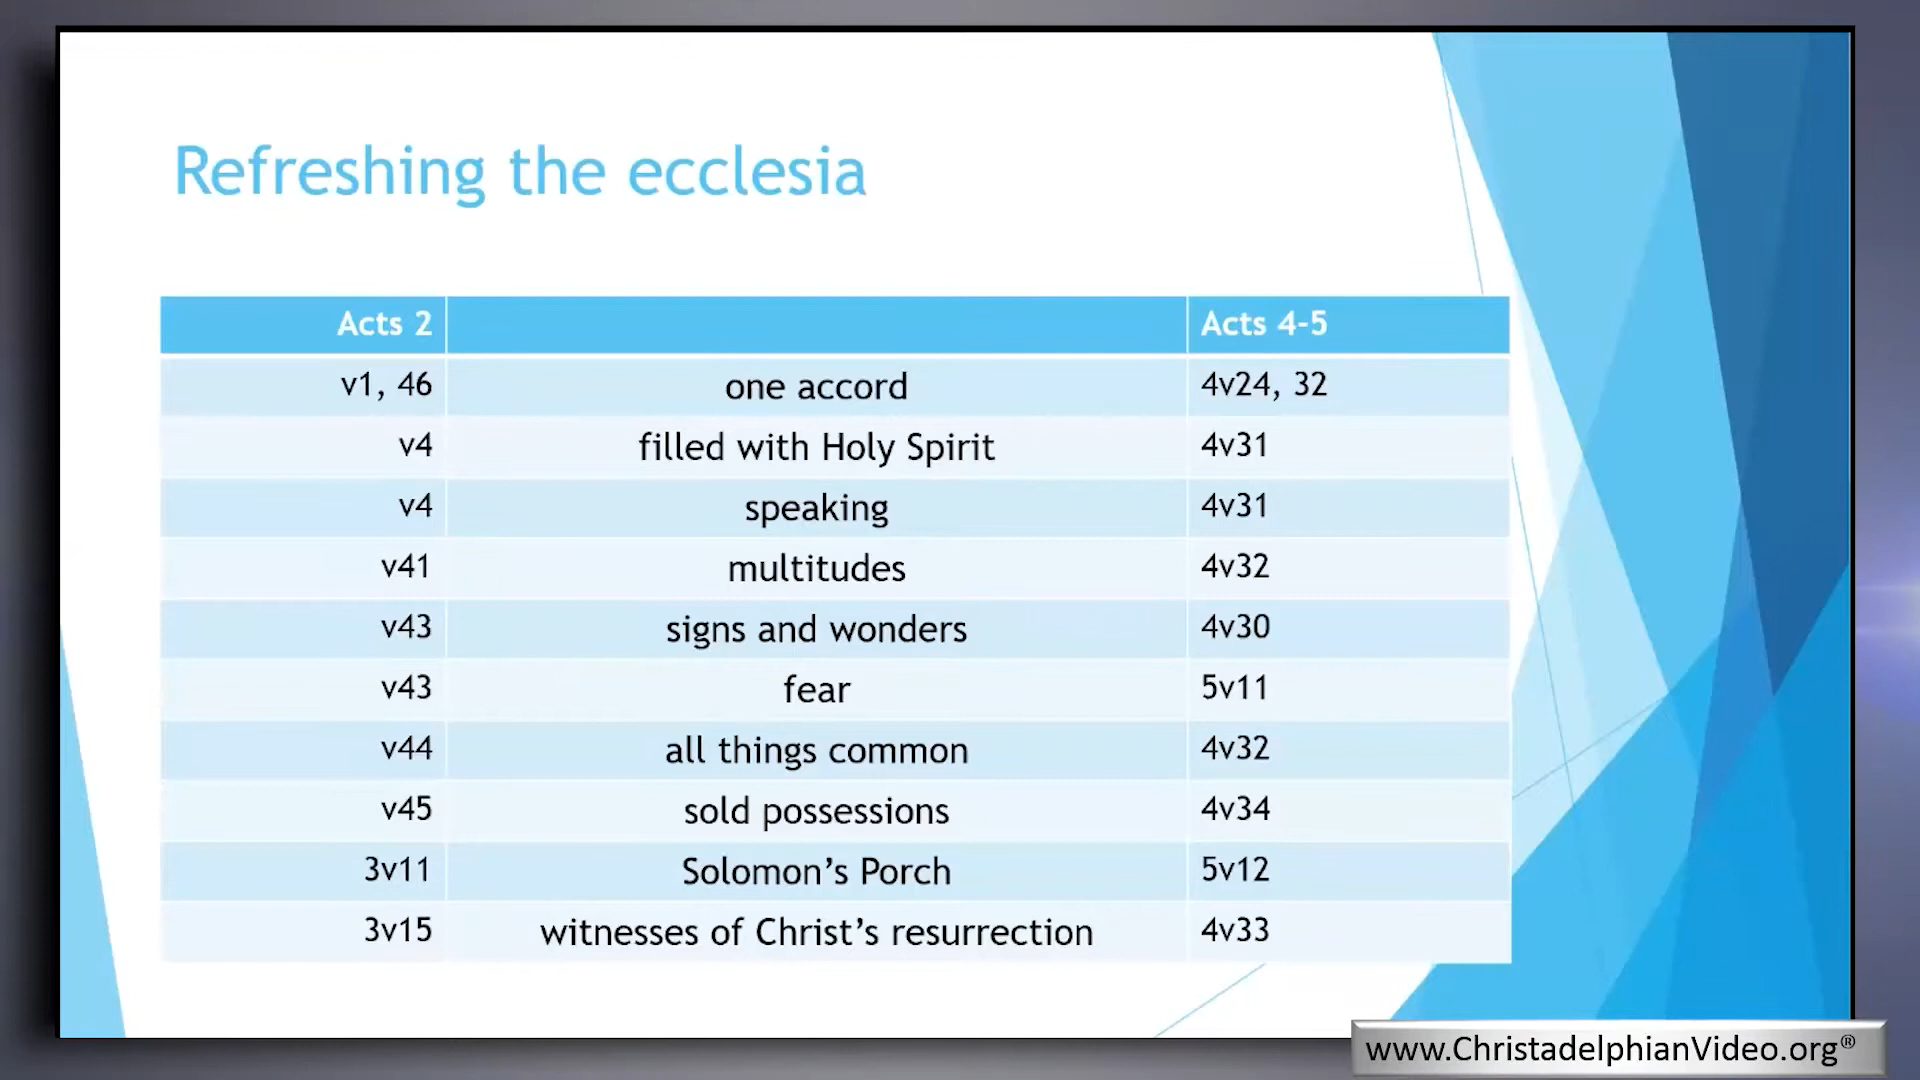 Refreshing the ecclesia
Acts 2 Acts 4-5
v1, 46 one accord 4v24, 32
v4 filled with Holy Spirit 4v31
v4 speaking 4v31
v41 multitudes 4v32
v43 signs and wonders 4v30
v43 fear 5v11
v44 all things common 4v32
v45 sold possessions 4v34
3v11 Solomon’s Porch 5v12
3v15 witnesses of Christ’s resurrection 4v33
www.ChristadelphianVideo.org®